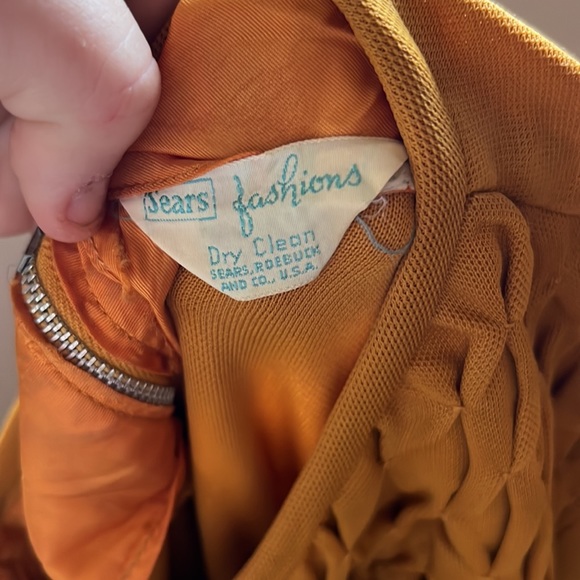 Sears fashions
Dry Clean
SEARS, ROEBUCK
AND CO., U.S.A.